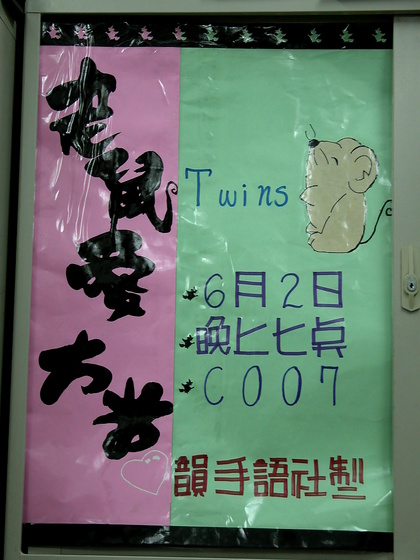 老鼠愛大
Twins
6月2日
晚上七点
C007
韻手語社製